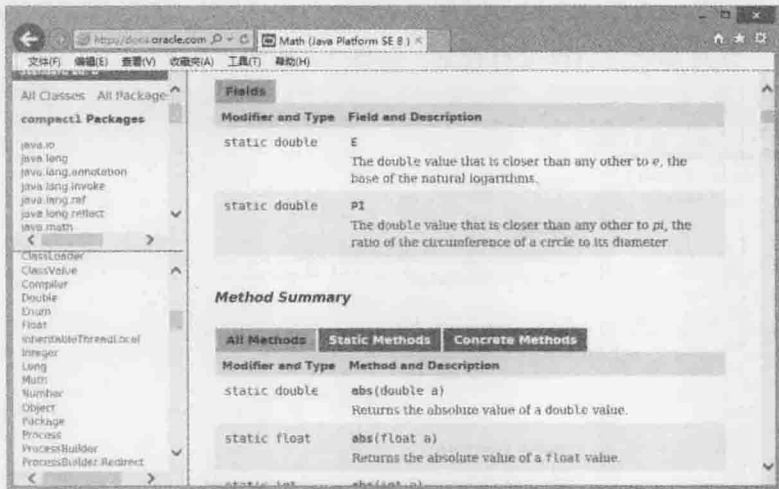 oracle.com
Math (Java Platform SE 8)
文件(F) 编辑(E) 查看(V) 收藏夹(A) 工具(T) 帮助(H)
All Classes All Package
compact1 Packages
java.io
java.lang
java.lang.annotation
java.lang.invoke
java.lang.ref
java.lang.reflect
java.math
ClassLoader
ClassValue
Compiler
Double
Enum
Float
InheritableThreadLocal
Integer
Long
Math
Number
Object
Package
Process
ProcessBuilder
ProcessBuilder.Redirect
Fields
Modifier and Type Field and Description
static double E
The double value that is closer than any other to e, the
base of the natural logarithms.
static double PI
The double value that is closer than any other to pi, the
ratio of the circumference of a circle to its diameter
Method Summary
All Methods Static Methods Concrete Methods
Modifier and Type Method and Description
static double abs(double a)
Returns the absolute value of a double value.
static float abs(float a)
Returns the absolute value of a float value.
static int abs(int a)